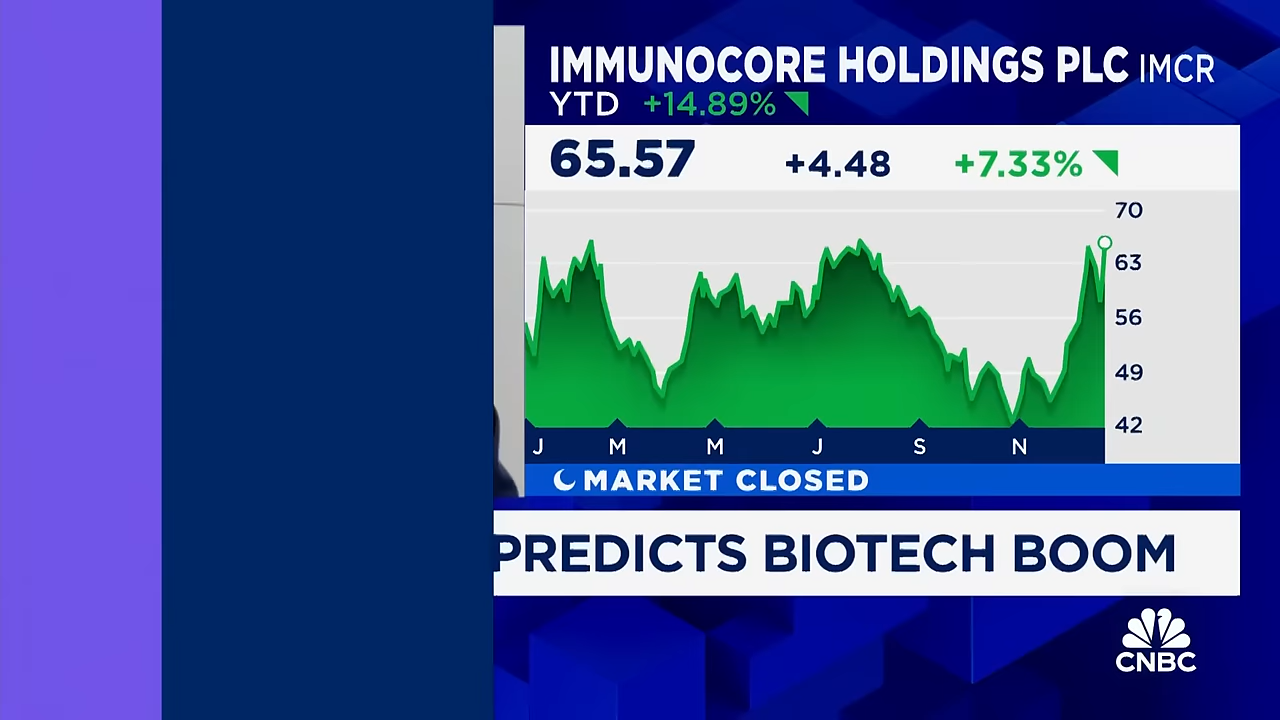 IMMUNOCORE HOLDINGS PLC IMCR
YTD +14.89%
65.57 +4.48 +7.33%
70
63
56
49
42
J M M J S N
MARKET CLOSED
PREDICTS BIOTECH BOOM
CNBC